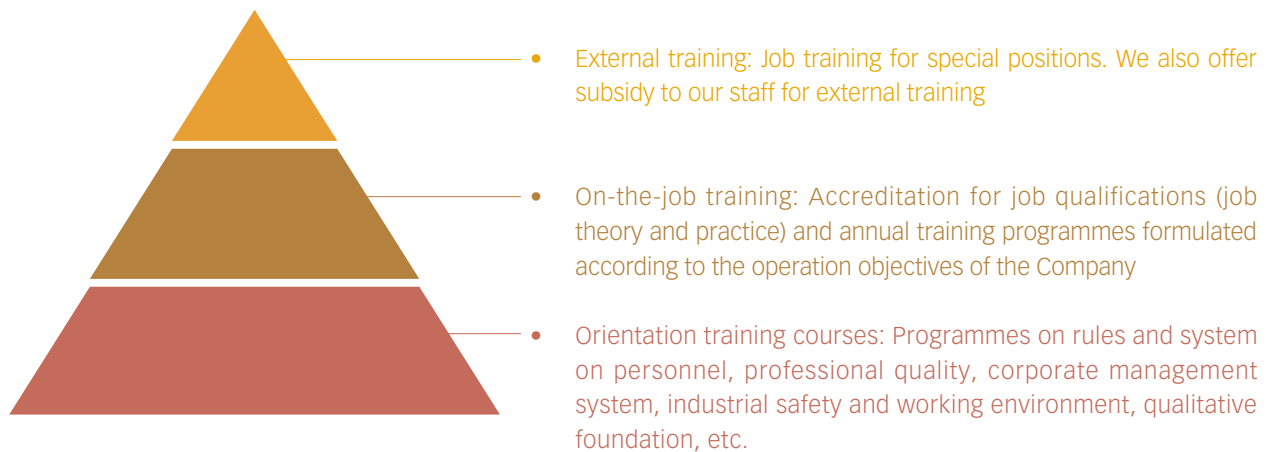 External training: Job training for special positions. We also offer
subsidy to our staff for external training
On-the-job training: Accreditation for job qualifications (job
theory and practice) and annual training programmes formulated
according to the operation objectives of the Company
Orientation training courses: Programmes on rules and system
on personnel, professional quality, corporate management
system, industrial safety and working environment, qualitative
foundation, etc.